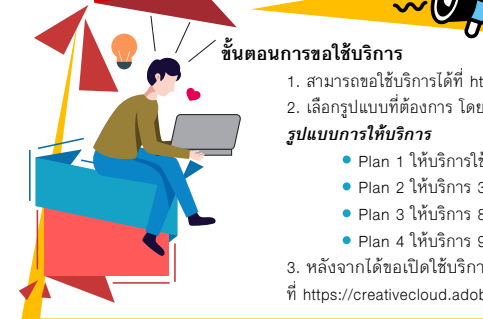 ขั้นตอนการขอใช้บริการ
1. สามารถขอใช้บริการได้ที่ ht
2. เลือกรูปแบบที่ต้องการ โดย
รูปแบบการให้บริการ
• Plan 1 ให้บริการใช้
• Plan 2 ให้บริการ 3
• Plan 3 ให้บริการ 8
• Plan 4 ให้บริการ 9
3. หลังจากได้ขอเปิดใช้บริกา
ที่ https://creativecloud.adob